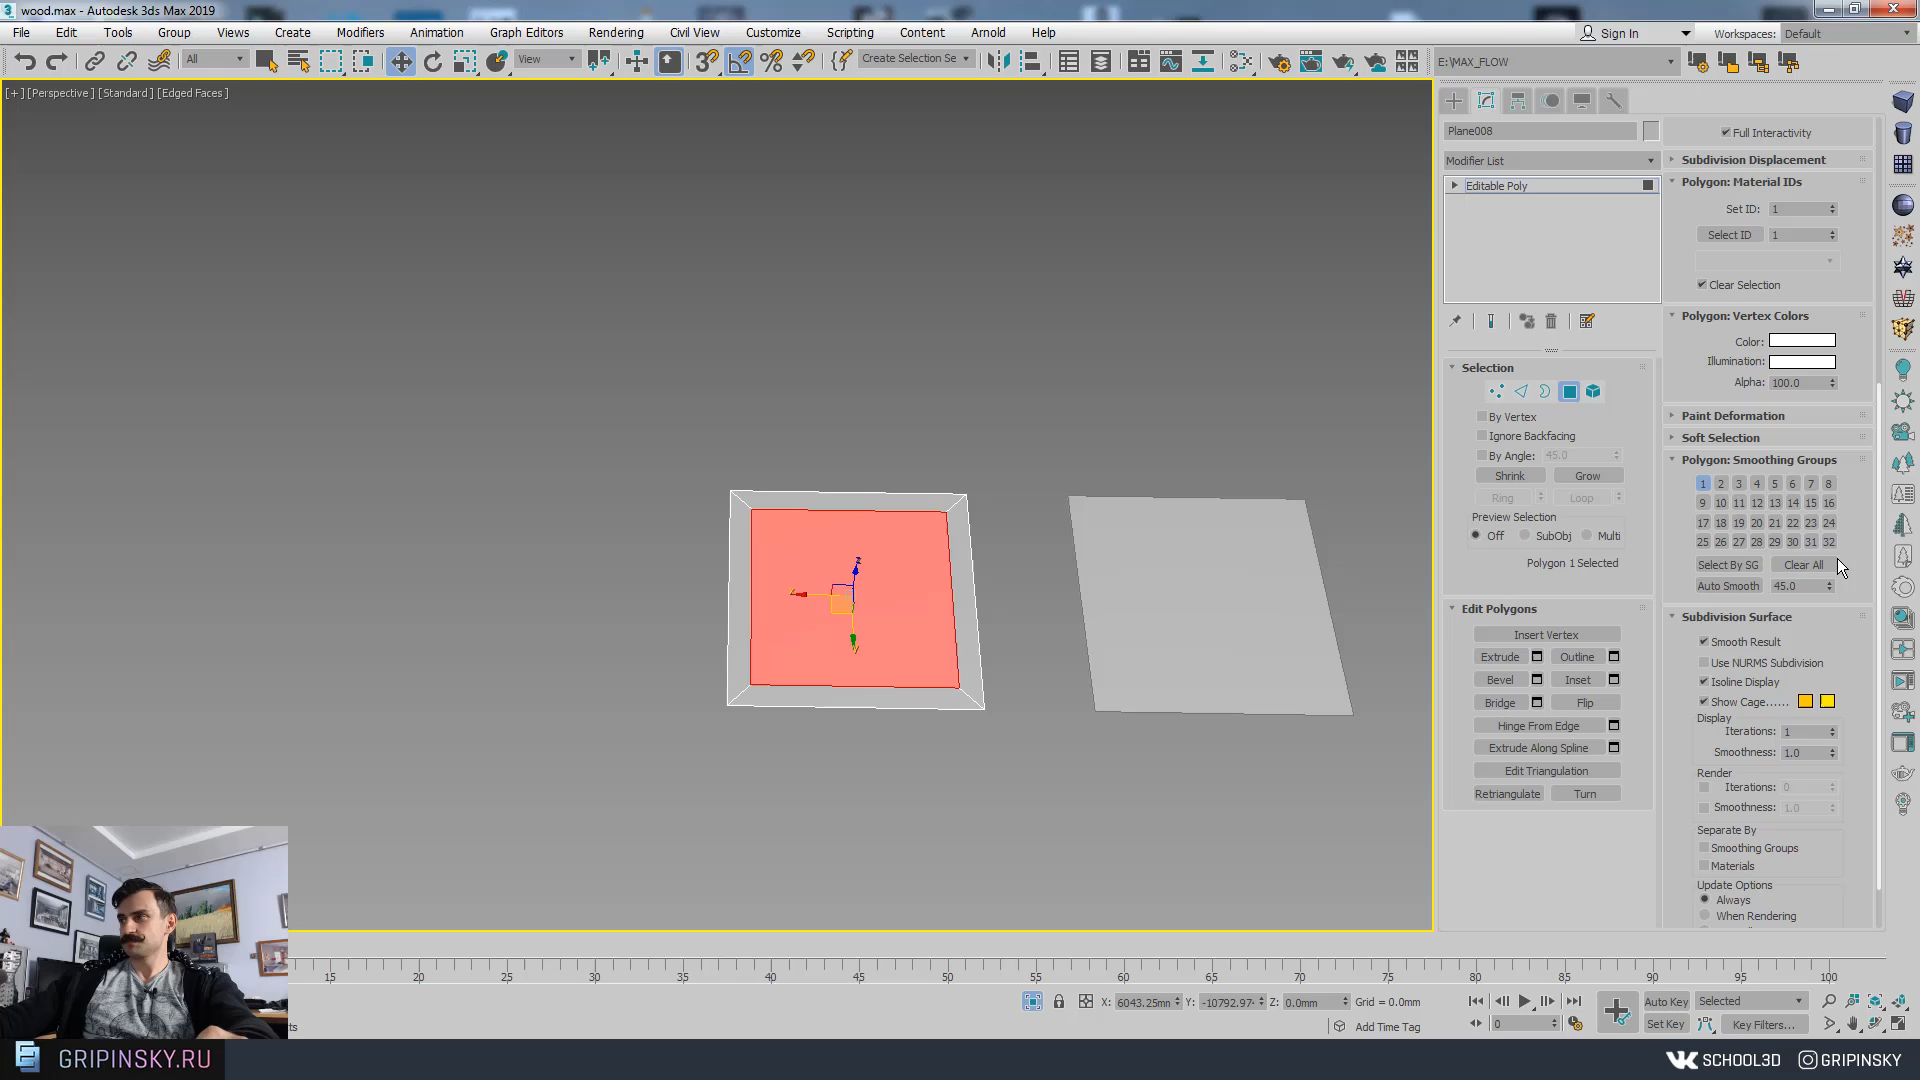 wood.max - Autodesk 3ds Max 2019
File Edit Tools Group Views Create Modifiers Animation Graph Editors Rendering Civil View Customize Scripting Content Arnold Help
Sign In Workspaces: Default
All View Create Selection Se E:\MAX_FLOW
[+] [Perspective] [Standard] [Edged Faces]
Plane008
Modifier List
Editable Poly
Selection
By Vertex
Ignore Backfacing
By Angle: 45.0
Shrink Grow
Ring Loop
Preview Selection
Off SubObj Multi
Polygon 1 Selected
Edit Polygons
Insert Vertex
Extrude Outline
Bevel Inset
Bridge Flip
Hinge From Edge
Extrude Along Spline
Edit Triangulation
Retriangulate Turn
Full Interactivity
Subdivision Displacement
Polygon: Material IDs
Set ID: 1
Select ID 1
Clear Selection
Polygon: Vertex Colors
Color:
Illumination:
Alpha: 100.0
Paint Deformation
Soft Selection
Polygon: Smoothing Groups
1 2 3 4 5 6 7 8
9 10 11 12 13 14 15 16
17 18 19 20 21 22 23 24
25 26 27 28 29 30 31 32
Select By SG Clear All
Auto Smooth 45.0
Subdivision Surface
Smooth Result
Use NURMS Subdivision
Isoline Display
Show Cage......
Display
Iterations: 1
Smoothness: 1.0
Render
Iterations: 0
Smoothness: 1.0
Separate By
Smoothing Groups
Materials
Update Options
Always
When Rendering
z
y
15 20 25 30 35 40 45 50 55 60 65 70 75 80 85 90 95 100
X: 6043.25mn Y: -10792.97 Z: 0.0mm Grid = 0.0mm
Auto Key Selected
ts
Add Time Tag
0
Set Key Key Filters...
GRIPINSKY.RU
SCHOOL3D GRIPINSKY